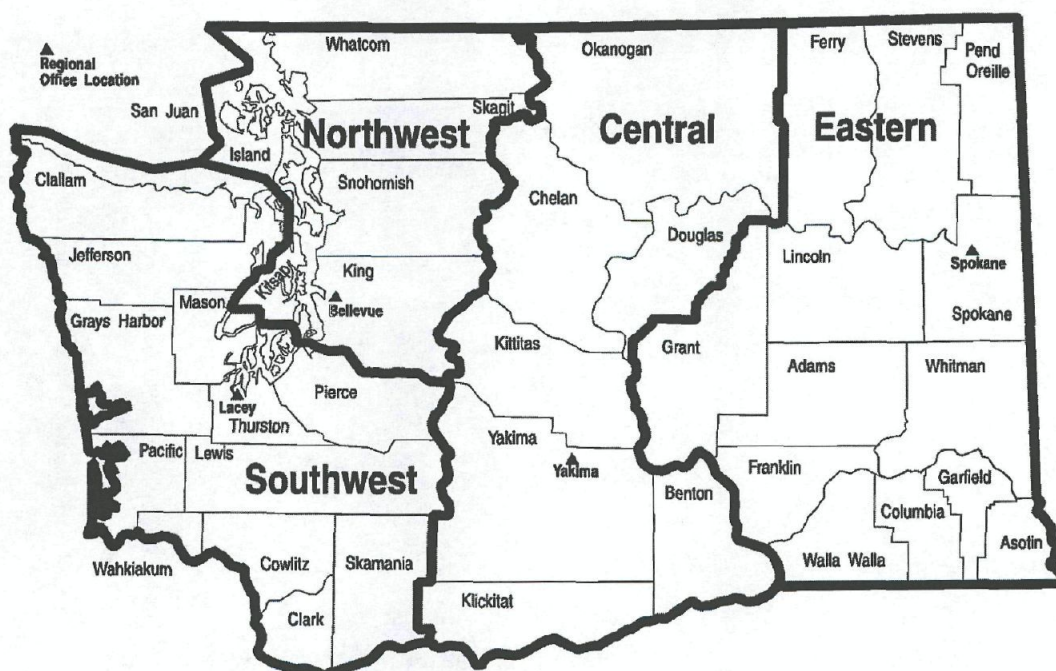 Regional
Office Location
Whatcom
Okanogan
Ferry
Stevens
Pend
Oreille
San Juan
Skagit
Northwest
Central
Eastern
Island
Clallam
Snohomish
Chelan
Douglas
Jefferson
King
Lincoln
Spokane
Kitsap
Mason
Bellevue
Grays Harbor
Spokane
Kittitas
Grant
Adams
Whitman
Pierce
Lacey
Thurston
Yakima
Pacific
Lewis
Yakima
Franklin
Garfield
Southwest
Benton
Columbia
Asotin
Wahkiakum
Cowlitz
Skamania
Walla Walla
Klickitat
Clark